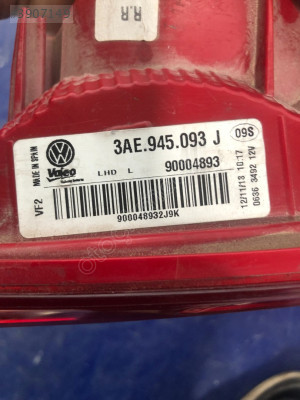 R.R
3AE.945.093 J
09S
Valeo
LHD L
90004893
MADE IN SPAIN
VF2
900048932J9K
12/11/13 10:17
0636 3492 12V